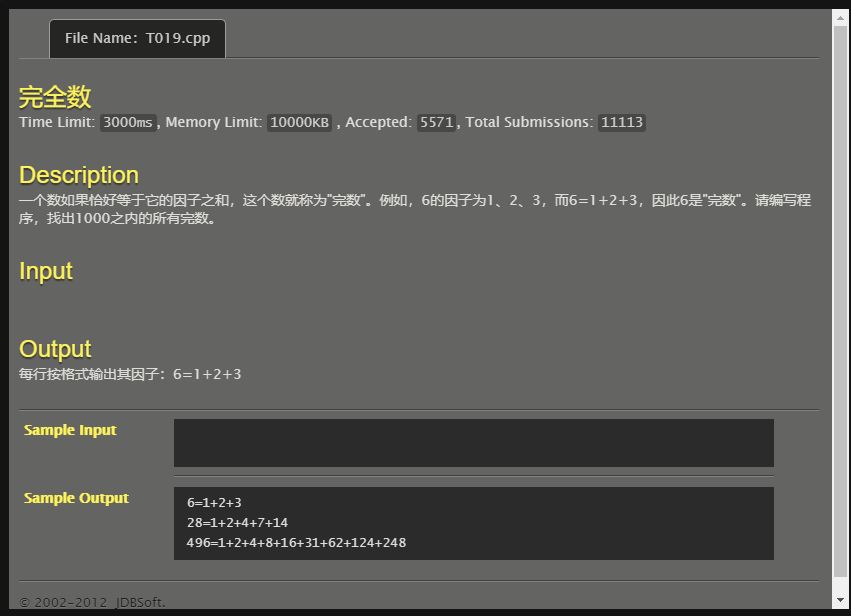 File Name: T019.cpp
完全数
Time Limit: 3000ms, Memory Limit: 10000KB , Accepted: 5571, Total Submissions: 11113
Description
一个数如果恰好等于它的因子之和，这个数就称为"完数"。例如，6的因子为1、2、3，而6=1+2+3，因此6是"完数"。请编写程
序，找出1000之内的所有完数。
Input
Output
每行按格式输出其因子：6=1+2+3
Sample Input
Sample Output
6=1+2+3
28=1+2+4+7+14
496=1+2+4+8+16+31+62+124+248
© 2002-2012 JDBSoft.